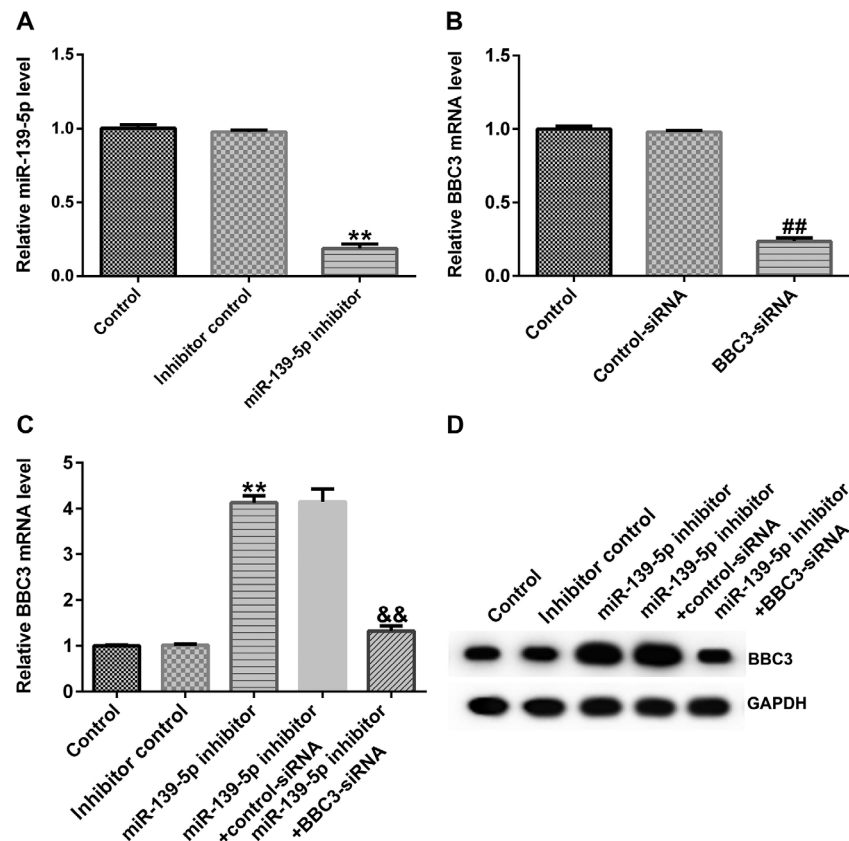 A
Relative miR-139-5p level
1.5
1.0
0.5
0.0
**
Control
Inhibitor control
miR-139-5p inhibitor
B
Relative BBC3 mRNA level
1.5
1.0
0.5
0.0
##
Control
Control-siRNA
BBC3-siRNA
C
Relative BBC3 mRNA level
5
4
3
2
1
0
**
&&
Control
Inhibitor control
miR-139-5p inhibitor
miR-139-5p inhibitor
+control-siRNA
miR-139-5p inhibitor
+BBC3-siRNA
D
Control
Inhibitor control
miR-139-5p inhibitor
miR-139-5p inhibitor
+control-siRNA
miR-139-5p inhibitor
+BBC3-siRNA
BBC3
GAPDH